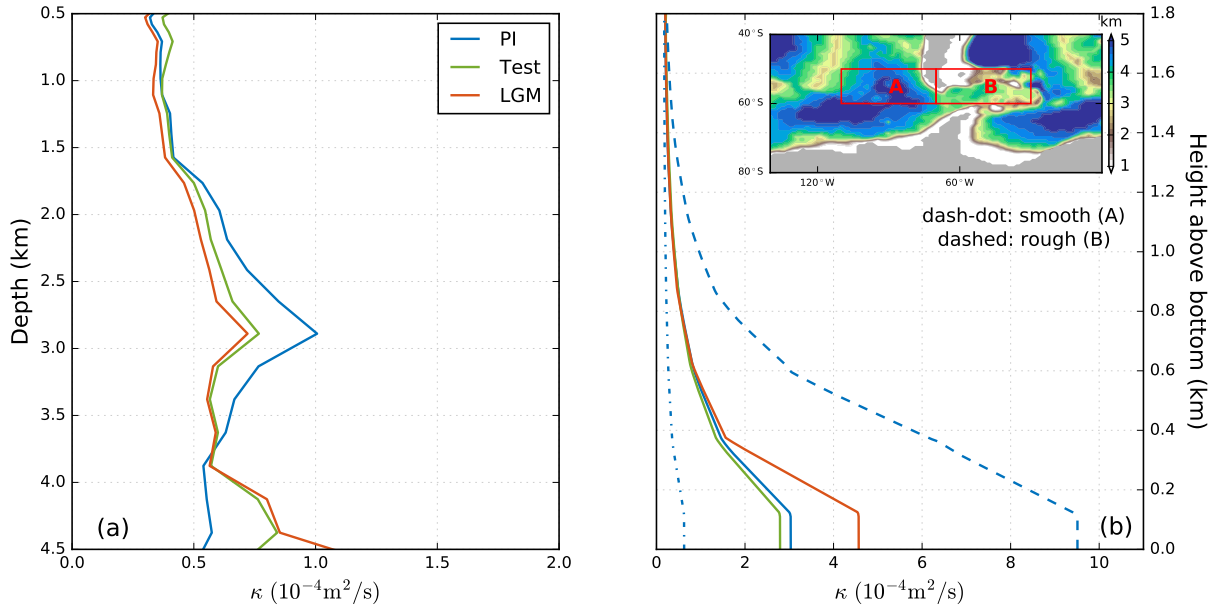 0.5
1.0
1.5
2.0
2.5
3.0
3.5
4.0
4.5
Depth (km)
PI
Test
LGM
(a)
0.0
0.5
1.0
1.5
2.0
κ (10⁻⁴m²/s)
40°S
60°S
80°S
120°W
60°W
A
B
km
5
4
3
2
1
dash-dot: smooth (A)
dashed: rough (B)
(b)
0
2
4
6
8
10
κ (10⁻⁴m²/s)
1.8
1.6
1.4
1.2
1.0
0.8
0.6
0.4
0.2
0.0
Height above bottom (km)